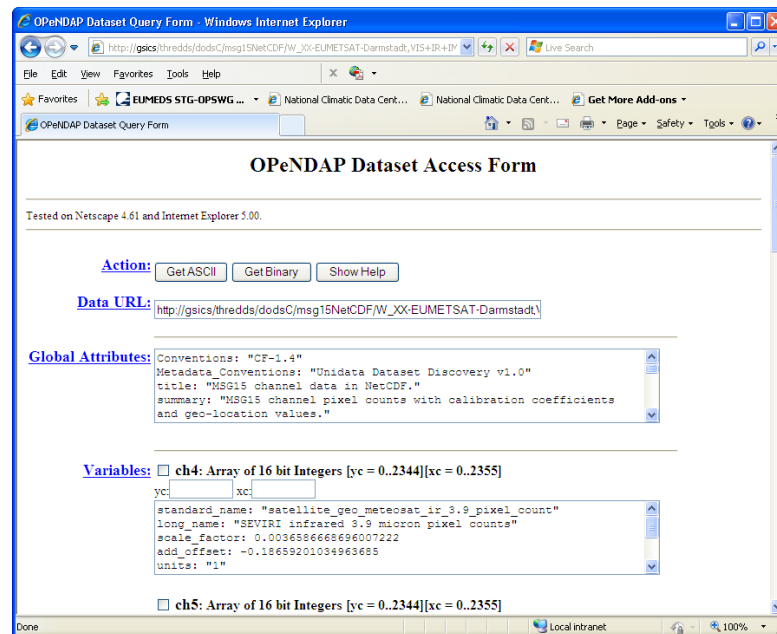 OPeNDAP Dataset Query Form - Windows Internet Explorer
http://gsics/thredds/dodsC/msg15NetCDF/W_XX-EUMETSAT-Darmstadt,VIS+IR+IM
Live Search
File Edit View Favorites Tools Help
x
Favorites EUMEDS STG-OPSWG ... National Climatic Data Cent... National Climatic Data Cent... Get More Add-ons
OPeNDAP Dataset Query Form Page Safety Tools
OPeNDAP Dataset Access Form
Tested on Netscape 4.61 and Internet Explorer 5.00.
Action: Get ASCII Get Binary Show Help
Data URL: http://gsics/thredds/dodsC/msg15NetCDF/W_XX-EUMETSAT-Darmstadt,V
Global Attributes: Conventions: "CF-1.4"
Metadata_Conventions: "Unidata Dataset Discovery v1.0"
title: "MSG15 channel data in NetCDF."
summary: "MSG15 channel pixel counts with calibration coefficients
and geo-location values."
Variables: ch4: Array of 16 bit Integers [yc = 0..2344][xc = 0..2355]
yc: xc:
standard_name: "satellite_geo_meteosat_ir_3.9_pixel_count"
long_name: "SEVIRI infrared 3.9 micron pixel counts"
scale_factor: 0.0036586668696007222
add_offset: -0.18659201034963685
units: "1"
ch5: Array of 16 bit Integers [yc = 0..2344][xc = 0..2355]
Done Local intranet 100%